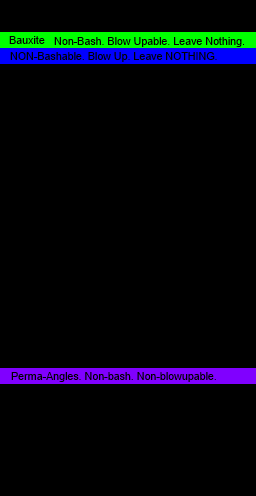 Bauxite Non-Bash. Blow Upable. Leave Nothing.
NON-Bashable. Blow Up. Leave NOTHING
Perma-Angles. Non-bash. Non-blowupable.